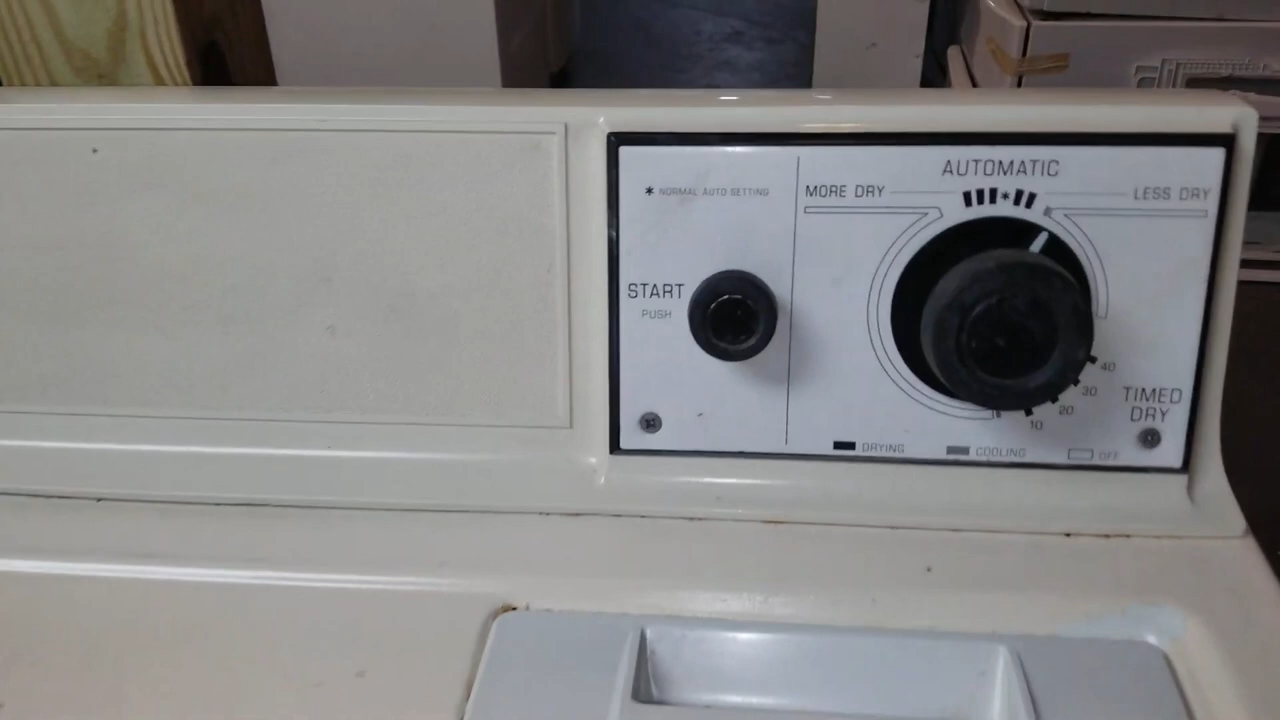 AUTOMATIC
* NORMAL AUTO SETTING
MORE DRY
LESS DRY
START
PUSH
40
30
20
10
TIMED
DRY
DRYING
COOLING
OFF